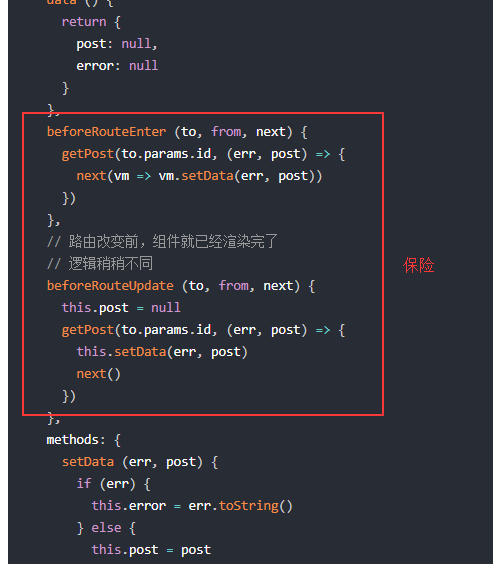 data () {
return {
post: null,
error: null
}
},
beforeRouteEnter (to, from, next) {
getPost(to.params.id, (err, post) => {
next(vm => vm.setData(err, post))
})
},
// 路由改变前，组件就已经渲染完了
// 逻辑稍稍不同
beforeRouteUpdate (to, from, next) {
this.post = null
getPost(to.params.id, (err, post) => {
this.setData(err, post)
next()
})
},
methods: {
setData (err, post) {
if (err) {
this.error = err.toString()
} else {
this.post = post
保险